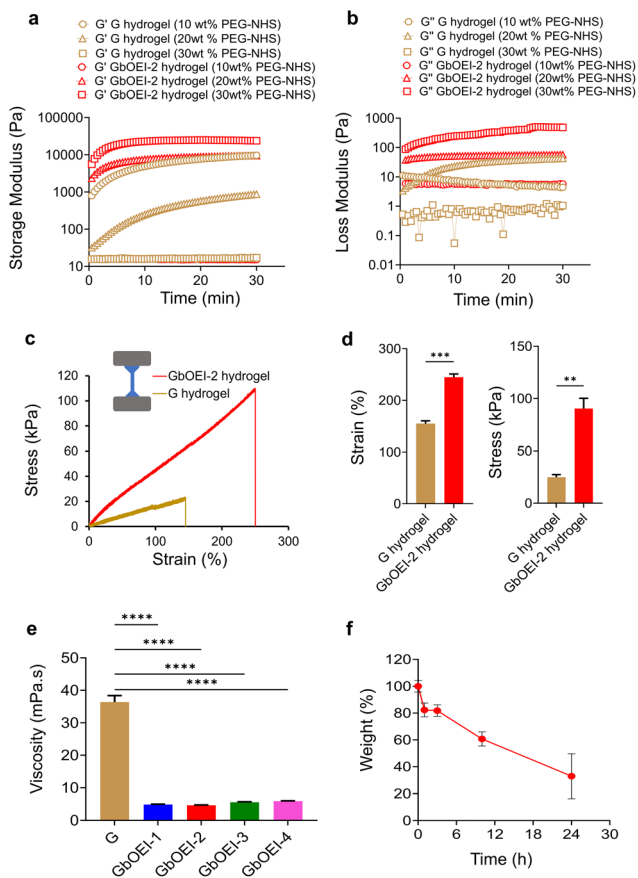 a
G' G hydrogel (10 wt% PEG-NHS)
G' G hydrogel (20wt % PEG-NHS)
G' G hydrogel (30wt % PEG-NHS)
G' GbOEI-2 hydrogel (10wt% PEG-NHS)
G' GbOEI-2 hydrogel (20wt% PEG-NHS)
G' GbOEI-2 hydrogel (30wt% PEG-NHS)
Storage Modulus (Pa)
100000
10000
1000
100
10
0 10 20 30
Time (min)
b
G" G hydrogel (10 wt% PEG-NHS)
G" G hydrogel (20wt % PEG-NHS)
G" G hydrogel (30wt % PEG-NHS)
G" GbOEI-2 hydrogel (10wt% PEG-NHS)
G" GbOEI-2 hydrogel (20wt% PEG-NHS)
G" GbOEI-2 hydrogel (30wt% PEG-NHS)
Loss Modulus (Pa)
1000
100
10
1
0.1
0.01
0 10 20 30
Time (min)
c
GbOEI-2 hydrogel
G hydrogel
Stress (kPa)
120
100
80
60
40
20
0
0 100 200 300
Strain (%)
d
Strain (%)
300
200
100
0
***
G hydrogel
GbOEI-2 hydrogel
Stress (kPa)
150
100
50
0
**
G hydrogel
GbOEI-2 hydrogel
e
****
****
****
****
Viscosity (mPa.s)
50
40
30
20
10
0
G
GbOEI-1
GbOEI-2
GbOEI-3
GbOEI-4
f
Weight (%)
120
100
80
60
40
20
0
0 6 12 18 24 30
Time (h)